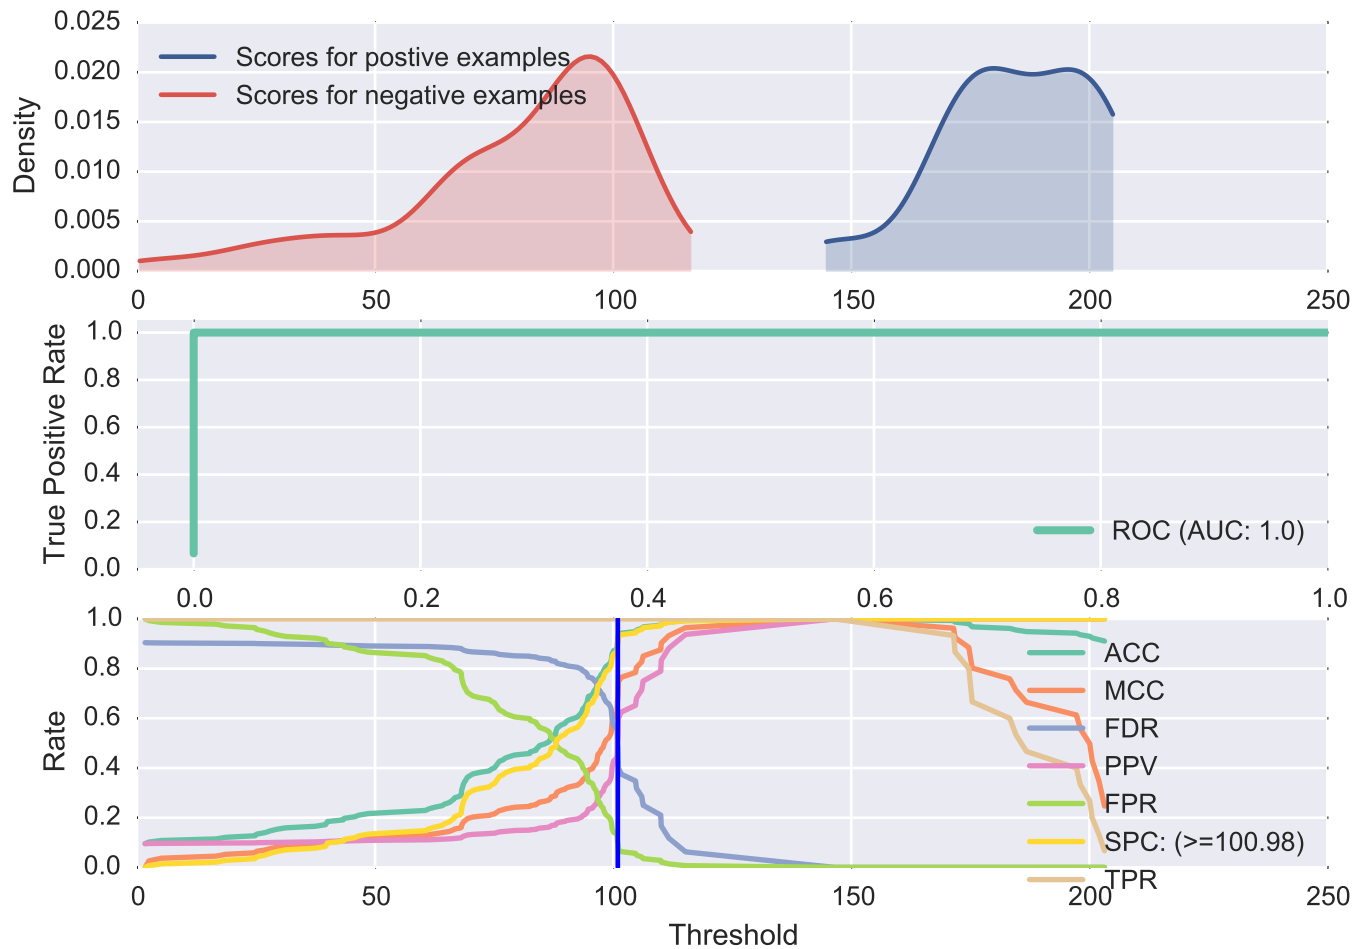 0.025
0.020
0.015
0.010
0.005
0.000
Density
Scores for postive examples
Scores for negative examples
0 50 100 150 200 250
1.0
0.8
0.6
0.4
0.2
0.0
True Positive Rate
ROC (AUC: 1.0)
0.0 0.2 0.4 0.6 0.8 1.0
1.0
0.8
0.6
0.4
0.2
0.0
Rate
ACC
MCC
FDR
PPV
FPR
SPC: (>=100.98)
TPR
0 50 100 150 200 250
Threshold